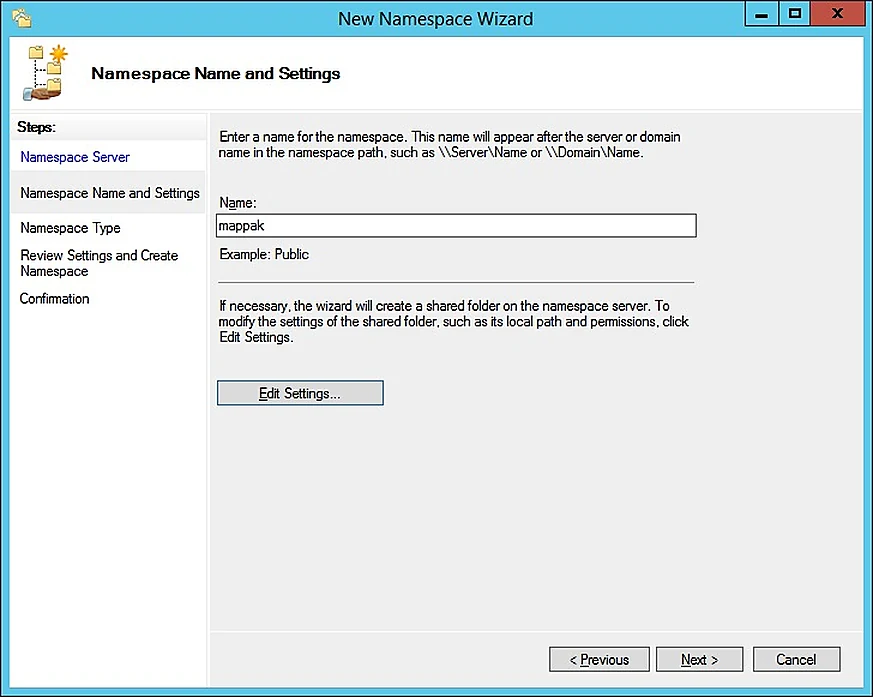 New Namespace Wizard
Namespace Name and Settings
Steps:
Namespace Server
Namespace Name and Settings
Namespace Type
Review Settings and Create
Namespace
Confirmation
Enter a name for the namespace. This name will appear after the server or domain
name in the namespace path, such as \\Server\Name or \\Domain\Name.
Name:
mappak
Example: Public
If necessary, the wizard will create a shared folder on the namespace server. To
modify the settings of the shared folder, such as its local path and permissions, click
Edit Settings.
Edit Settings...
< Previous
Next >
Cancel